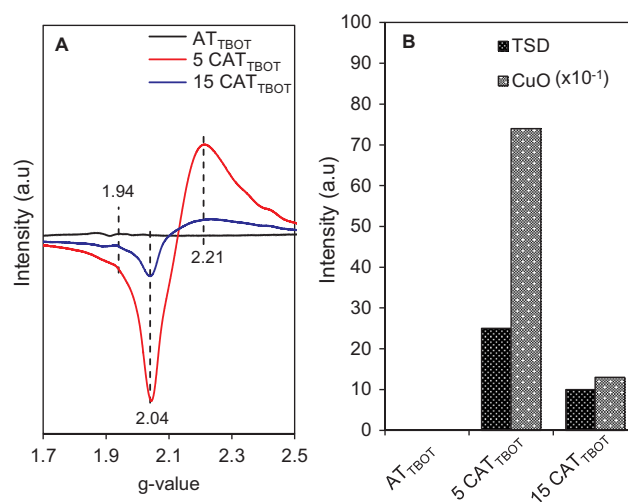 A
AT_TBOT
5 CAT_TBOT
15 CAT_TBOT
1.94
2.21
2.04
Intensity (a.u)
1.7 1.9 2.1 2.3 2.5
g-value
B
TSD
CuO (x10⁻¹)
100
90
80
70
60
50
40
30
20
10
0
Intensity (a.u)
AT_TBOT 5 CAT_TBOT 15 CAT_TBOT